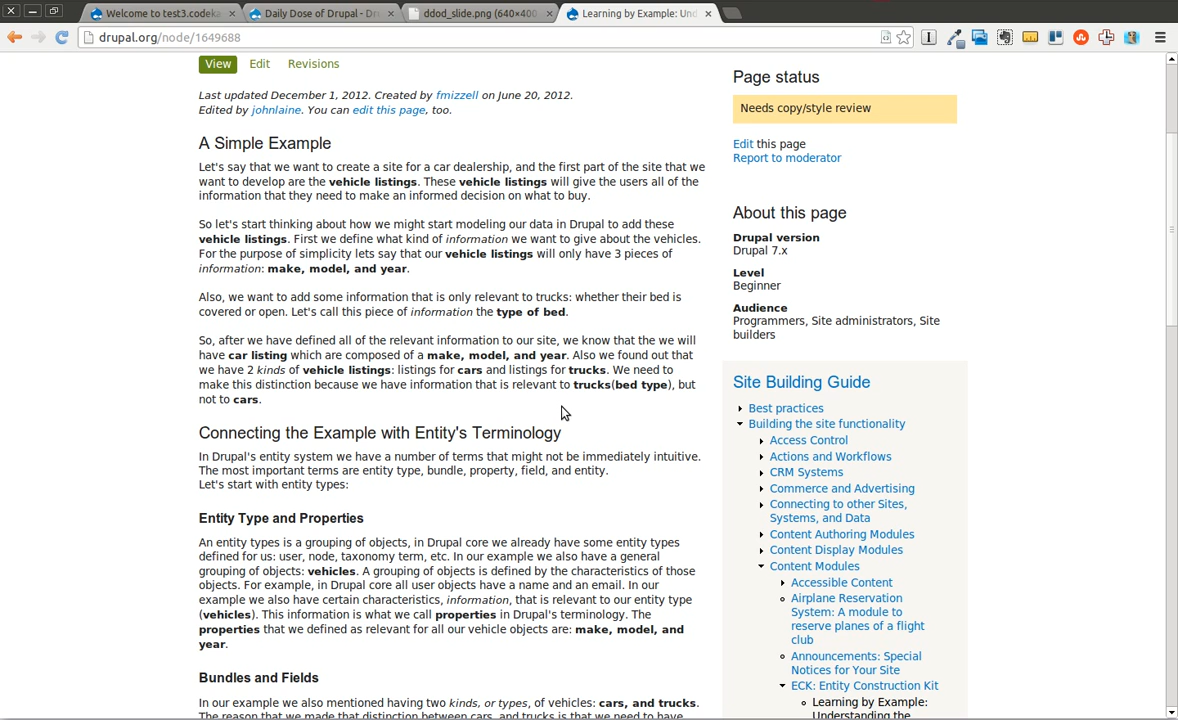 Welcome to test3.codeka
Daily Dose of Drupal - Dru
ddod_slide.png (640×400
Learning by Example: Und
drupal.org/node/1649688
View Edit Revisions
Last updated December 1, 2012. Created by fmizzell on June 20, 2012.
Edited by johnlaine. You can edit this page, too.
A Simple Example
Let's say that we want to create a site for a car dealership, and the first part of the site that we
want to develop are the vehicle listings. These vehicle listings will give the users all of the
information that they need to make an informed decision on what to buy.
So let's start thinking about how we might start modeling our data in Drupal to add these
vehicle listings. First we define what kind of information we want to give about the vehicles.
For the purpose of simplicity lets say that our vehicle listings will only have 3 pieces of
information: make, model, and year.
Also, we want to add some information that is only relevant to trucks: whether their bed is
covered or open. Let's call this piece of information the type of bed.
So, after we have defined all of the relevant information to our site, we know that the we will
have car listing which are composed of a make, model, and year. Also we found out that
we have 2 kinds of vehicle listings: listings for cars and listings for trucks. We need to
make this distinction because we have information that is relevant to trucks(bed type), but
not to cars.
Connecting the Example with Entity's Terminology
In Drupal's entity system we have a number of terms that might not be immediately intuitive.
The most important terms are entity type, bundle, property, field, and entity.
Let's start with entity types:
Entity Type and Properties
An entity types is a grouping of objects, in Drupal core we already have some entity types
defined for us: user, node, taxonomy term, etc. In our example we also have a general
grouping of objects: vehicles. A grouping of objects is defined by the characteristics of those
objects. For example, in Drupal core all user objects have a name and an email. In our
example we also have certain characteristics, information, that is relevant to our entity type
(vehicles). This information is what we call properties in Drupal's terminology. The
properties that we defined as relevant for all our vehicle objects are: make, model, and
year.
Bundles and Fields
In our example we also mentioned having two kinds, or types, of vehicles: cars, and trucks.
The reason that we made that distinction between cars, and trucks is that we need to have
Page status
Needs copy/style review
Edit this page
Report to moderator
About this page
Drupal version
Drupal 7.x
Level
Beginner
Audience
Programmers, Site administrators, Site
builders
Site Building Guide
Best practices
Building the site functionality
Access Control
Actions and Workflows
CRM Systems
Commerce and Advertising
Connecting to other Sites,
Systems, and Data
Content Authoring Modules
Content Display Modules
Content Modules
Accessible Content
Airplane Reservation
System: A module to
reserve planes of a flight
club
Announcements: Special
Notices for Your Site
ECK: Entity Construction Kit
Learning by Example:
Understanding the